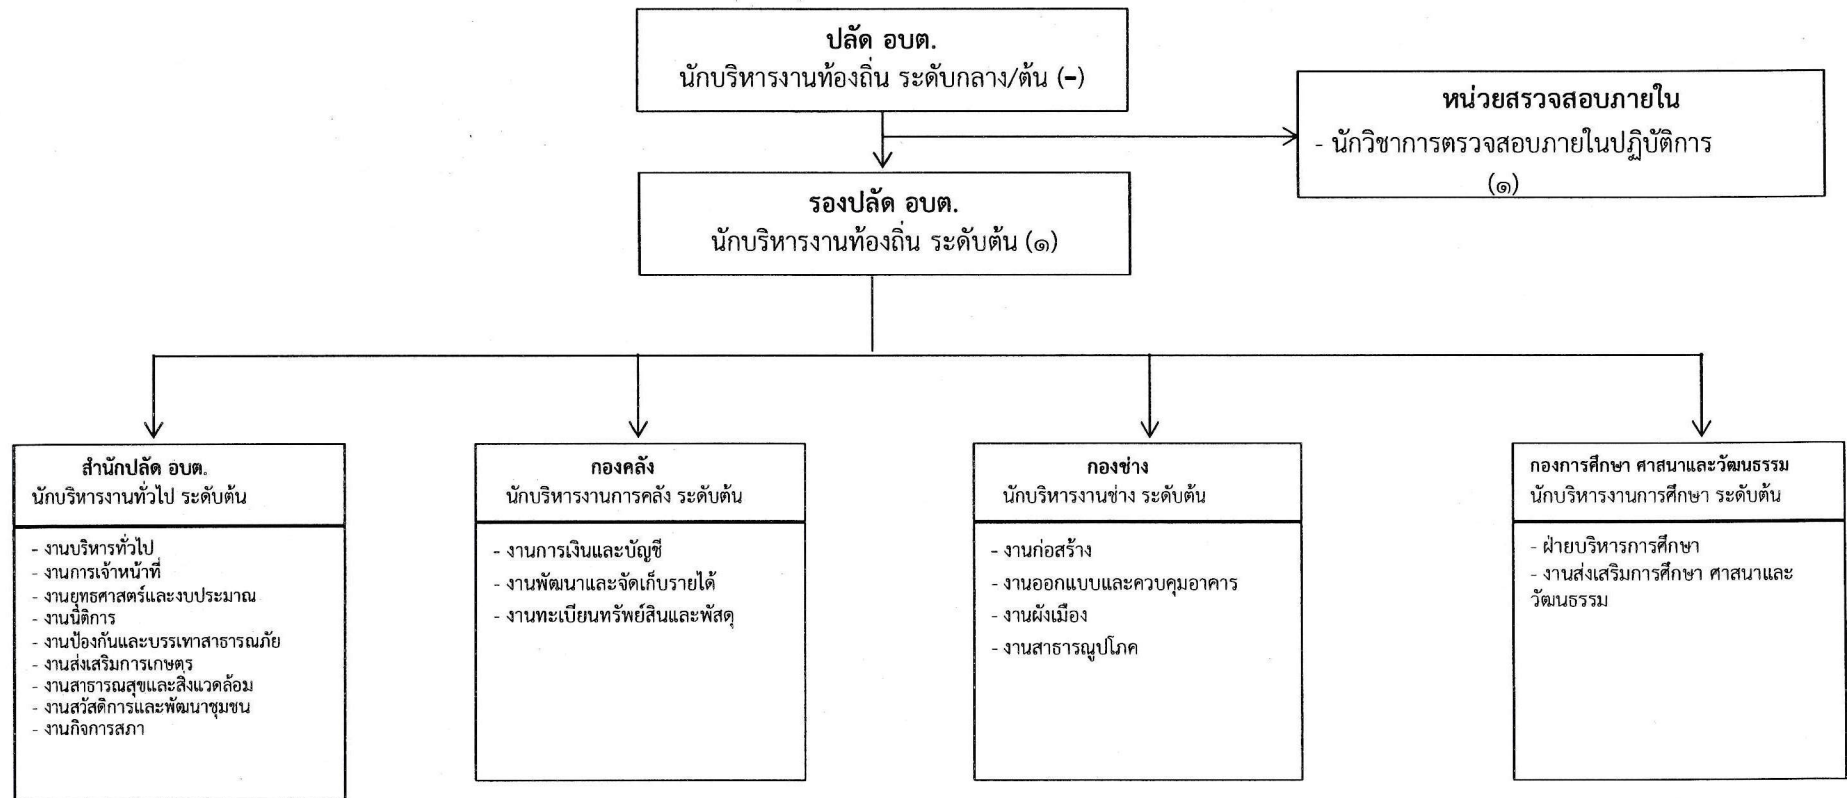 ปลัด อบต.
นักบริหารงานท้องถิ่น ระดับกลาง/ต้น (-)
หน่วยสรวจสอบภายใน
- นักวิชาการตรวจสอบภายในปฏิบัติการ
(๑)
รองปลัด อบต.
นักบริหารงานท้องถิ่น ระดับต้น (๑)
สำนักปลัด อบต.
นักบริหารงานทั่วไป ระดับต้น
- งานบริหารทั่วไป
- งานการเจ้าหน้าที่
- งานยุทธศาสตร์และงบประมาณ
- งานนิติการ
- งานป้องกันและบรรเทาสาธารณภัย
- งานส่งเสริมการเกษตร
- งานสาธารณสุขและสิ่งแวดล้อม
- งานสวัสดิการและพัฒนาชุมชน
- งานกิจการสภา
กองคลัง
นักบริหารงานการคลัง ระดับต้น
- งานการเงินและบัญชี
- งานพัฒนาและจัดเก็บรายได้
- งานทะเบียนทรัพย์สินและพัสดุ
กองช่าง
นักบริหารงานช่าง ระดับต้น
- งานก่อสร้าง
- งานออกแบบและควบคุมอาคาร
- งานผังเมือง
- งานสาธารณูปโภค
กองการศึกษา ศาสนาและวัฒนธรรม
นักบริหารงานการศึกษา ระดับต้น
- ฝ่ายบริหารการศึกษา
- งานส่งเสริมการศึกษา ศาสนาและ
วัฒนธรรม